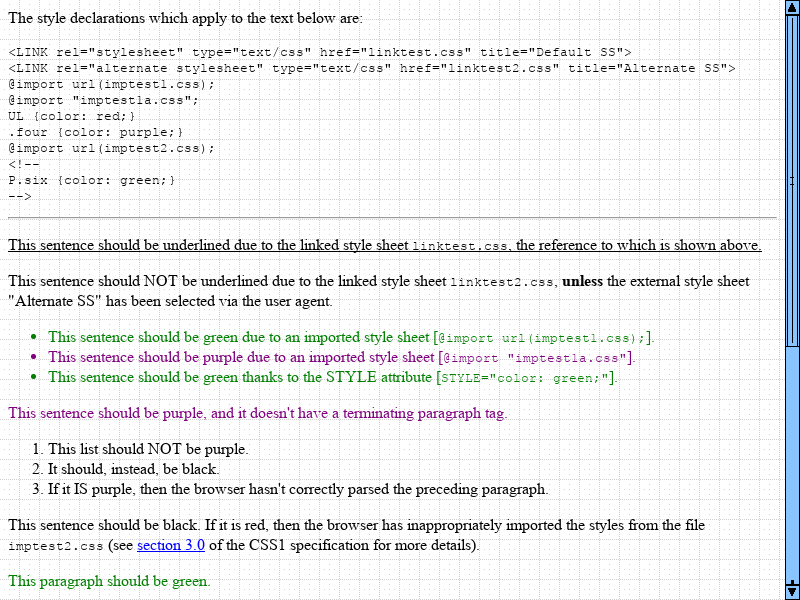 The style declarations which apply to the text below are:
<LINK rel="stylesheet" type="text/css" href="linktest.css" title="Default SS">
<LINK rel="alternate stylesheet" type="text/css" href="linktest2.css" title="Alternate SS">
@import url(imptest1.css);
@import "imptest1a.css";
UL {color: red;}
.four {color: purple;}
@import url(imptest2.css);
<!--
P.six {color: green;}
-->
This sentence should be underlined due to the linked style sheet linktest.css, the reference to which is shown above.
This sentence should NOT be underlined due to the linked style sheet linktest2.css, unless the external style sheet
"Alternate SS" has been selected via the user agent.
• This sentence should be green due to an imported style sheet [@import url(imptest1.css);].
• This sentence should be purple due to an imported style sheet [@import "imptest1a.css"].
• This sentence should be green thanks to the STYLE attribute [STYLE="color: green;"].
This sentence should be purple, and it doesn't have a terminating paragraph tag.
1. This list should NOT be purple.
2. It should, instead, be black.
3. If it IS purple, then the browser hasn't correctly parsed the preceding paragraph.
This sentence should be black. If it is red, then the browser has inappropriately imported the styles from the file
imptest2.css (see section 3.0 of the CSS1 specification for more details).
This paragraph should be green.